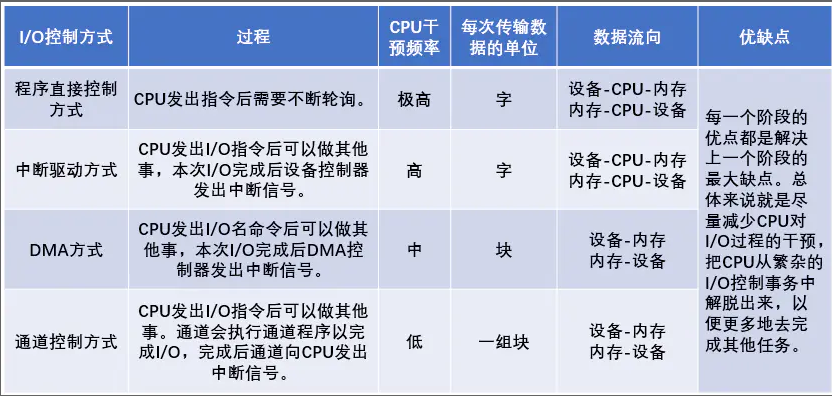 I/O控制方式
过程
CPU干
预频率
每次传输数
据的单位
数据流向
优缺点
程序直接控制
方式
CPU发出指令后需要不断轮询。
极高
字
设备-CPU-内存
内存-CPU-设备
每一个阶段的
优点都是解决
上一个阶段的
最大缺点。总
体来说就是尽
量减少CPU对
I/O过程的干预，
把CPU从繁杂的
I/O控制事务中
解脱出来，以
便更多地去完
成其他任务。
中断驱动方式
CPU发出I/O指令后可以做其他
事，本次I/O完成后设备控制器
发出中断信号。
高
字
设备-CPU-内存
内存-CPU-设备
DMA方式
CPU发出I/O名命令后可以做其
他事，本次I/O完成后DMA控
制器发出中断信号。
中
块
设备-内存
内存-设备
通道控制方式
CPU发出I/O指令后可以做其他
事。通道会执行通道程序以完
成I/O，完成后通道向CPU发出
中断信号。
低
一组块
设备-内存
内存-设备